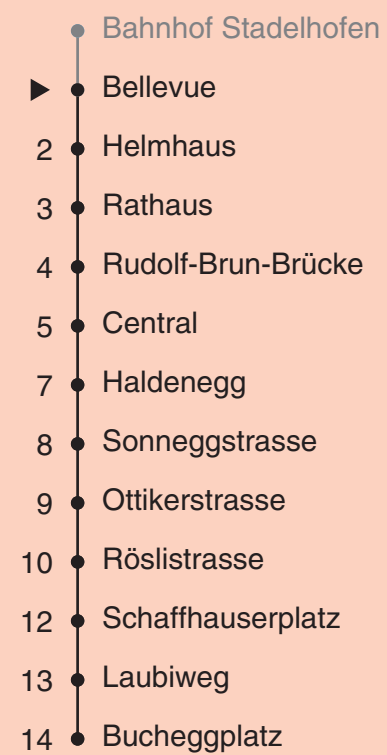 Bahnhof Stadelhofen
Bellevue
2 Helmhaus
3 Rathaus
4 Rudolf-Brun-Brücke
5 Central
7 Haldenegg
8 Sonneggstrasse
9 Ottikerstrasse
10 Röslistrasse
12 Schaffhauserplatz
13 Laubiweg
14 Bucheggplatz